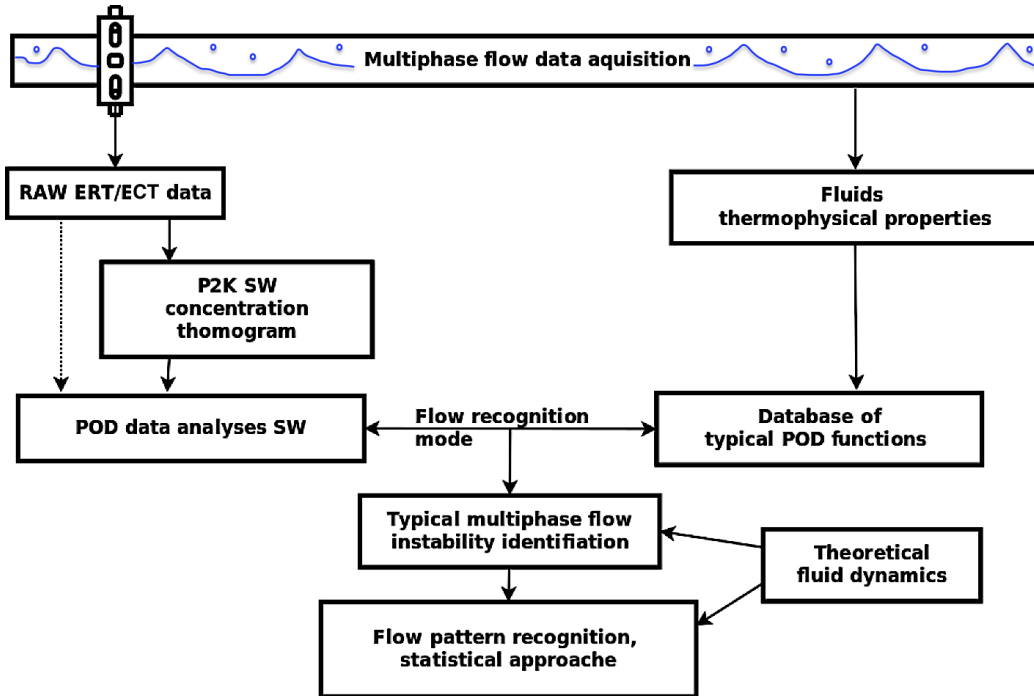 Multiphase flow data aquisition
RAW ERT/ECT data
Fluids
thermophysical properties
P2K SW
concentration
thomogram
POD data analyses SW
Flow recognition
mode
Database of
typical POD functions
Typical multiphase flow
instability identifiation
Theoretical
fluid dynamics
Flow pattern recognition,
statistical approache